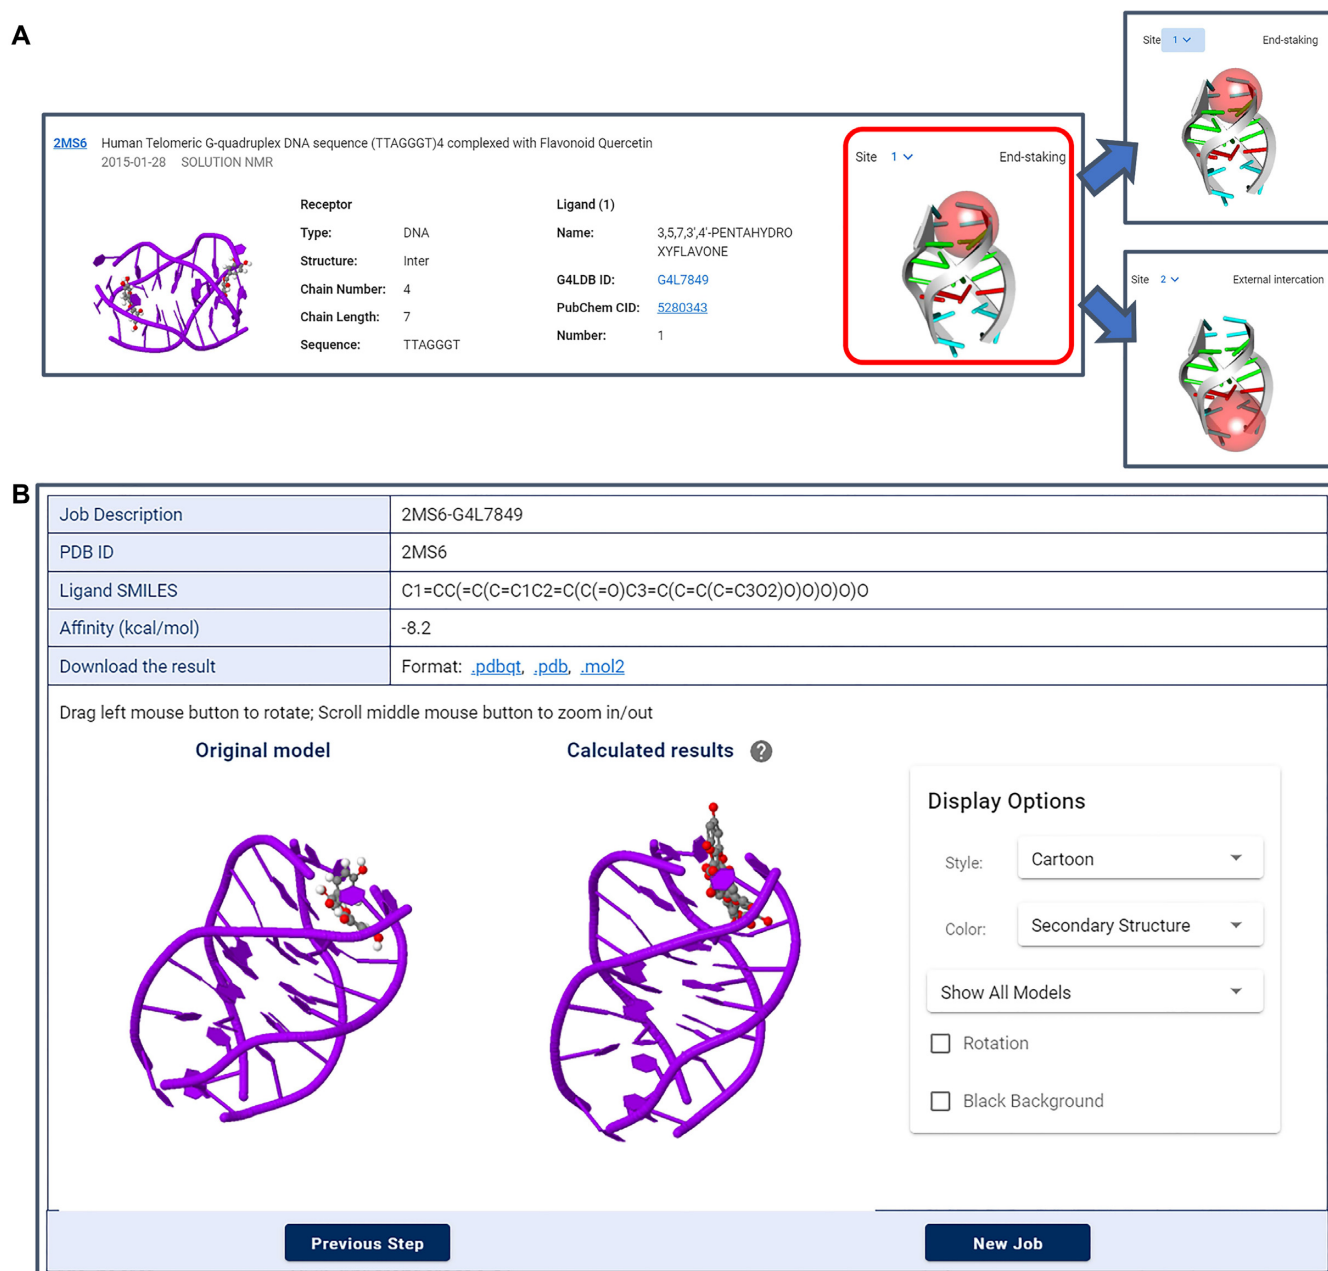 A
2MS6 Human Telomeric G-quadruplex DNA sequence (TTAGGGT)4 complexed with Flavonoid Quercetin
2015-01-28 SOLUTION NMR
Receptor
Type: DNA
Structure: Inter
Chain Number: 4
Chain Length: 7
Sequence: TTAGGGT
Ligand (1)
Name: 3,5,7,3',4'-PENTAHYDRO
XYFLAVONE
G4LDB ID: G4L7849
PubChem CID: 5280343
Number: 1
Site 1 End-staking
Site 1 End-staking
Site 2 External intercation
B
Job Description 2MS6-G4L7849
PDB ID 2MS6
Ligand SMILES C1=CC(=C(C=C1C2=C(C(=O)C3=C(C=C(C=C3O2)O)O)O)O)O
Affinity (kcal/mol) -8.2
Download the result Format: .pdbqt, .pdb, .mol2
Drag left mouse button to rotate; Scroll middle mouse button to zoom in/out
Original model
Calculated results ?
Display Options
Style: Cartoon
Color: Secondary Structure
Show All Models
Rotation
Black Background
Previous Step
New Job